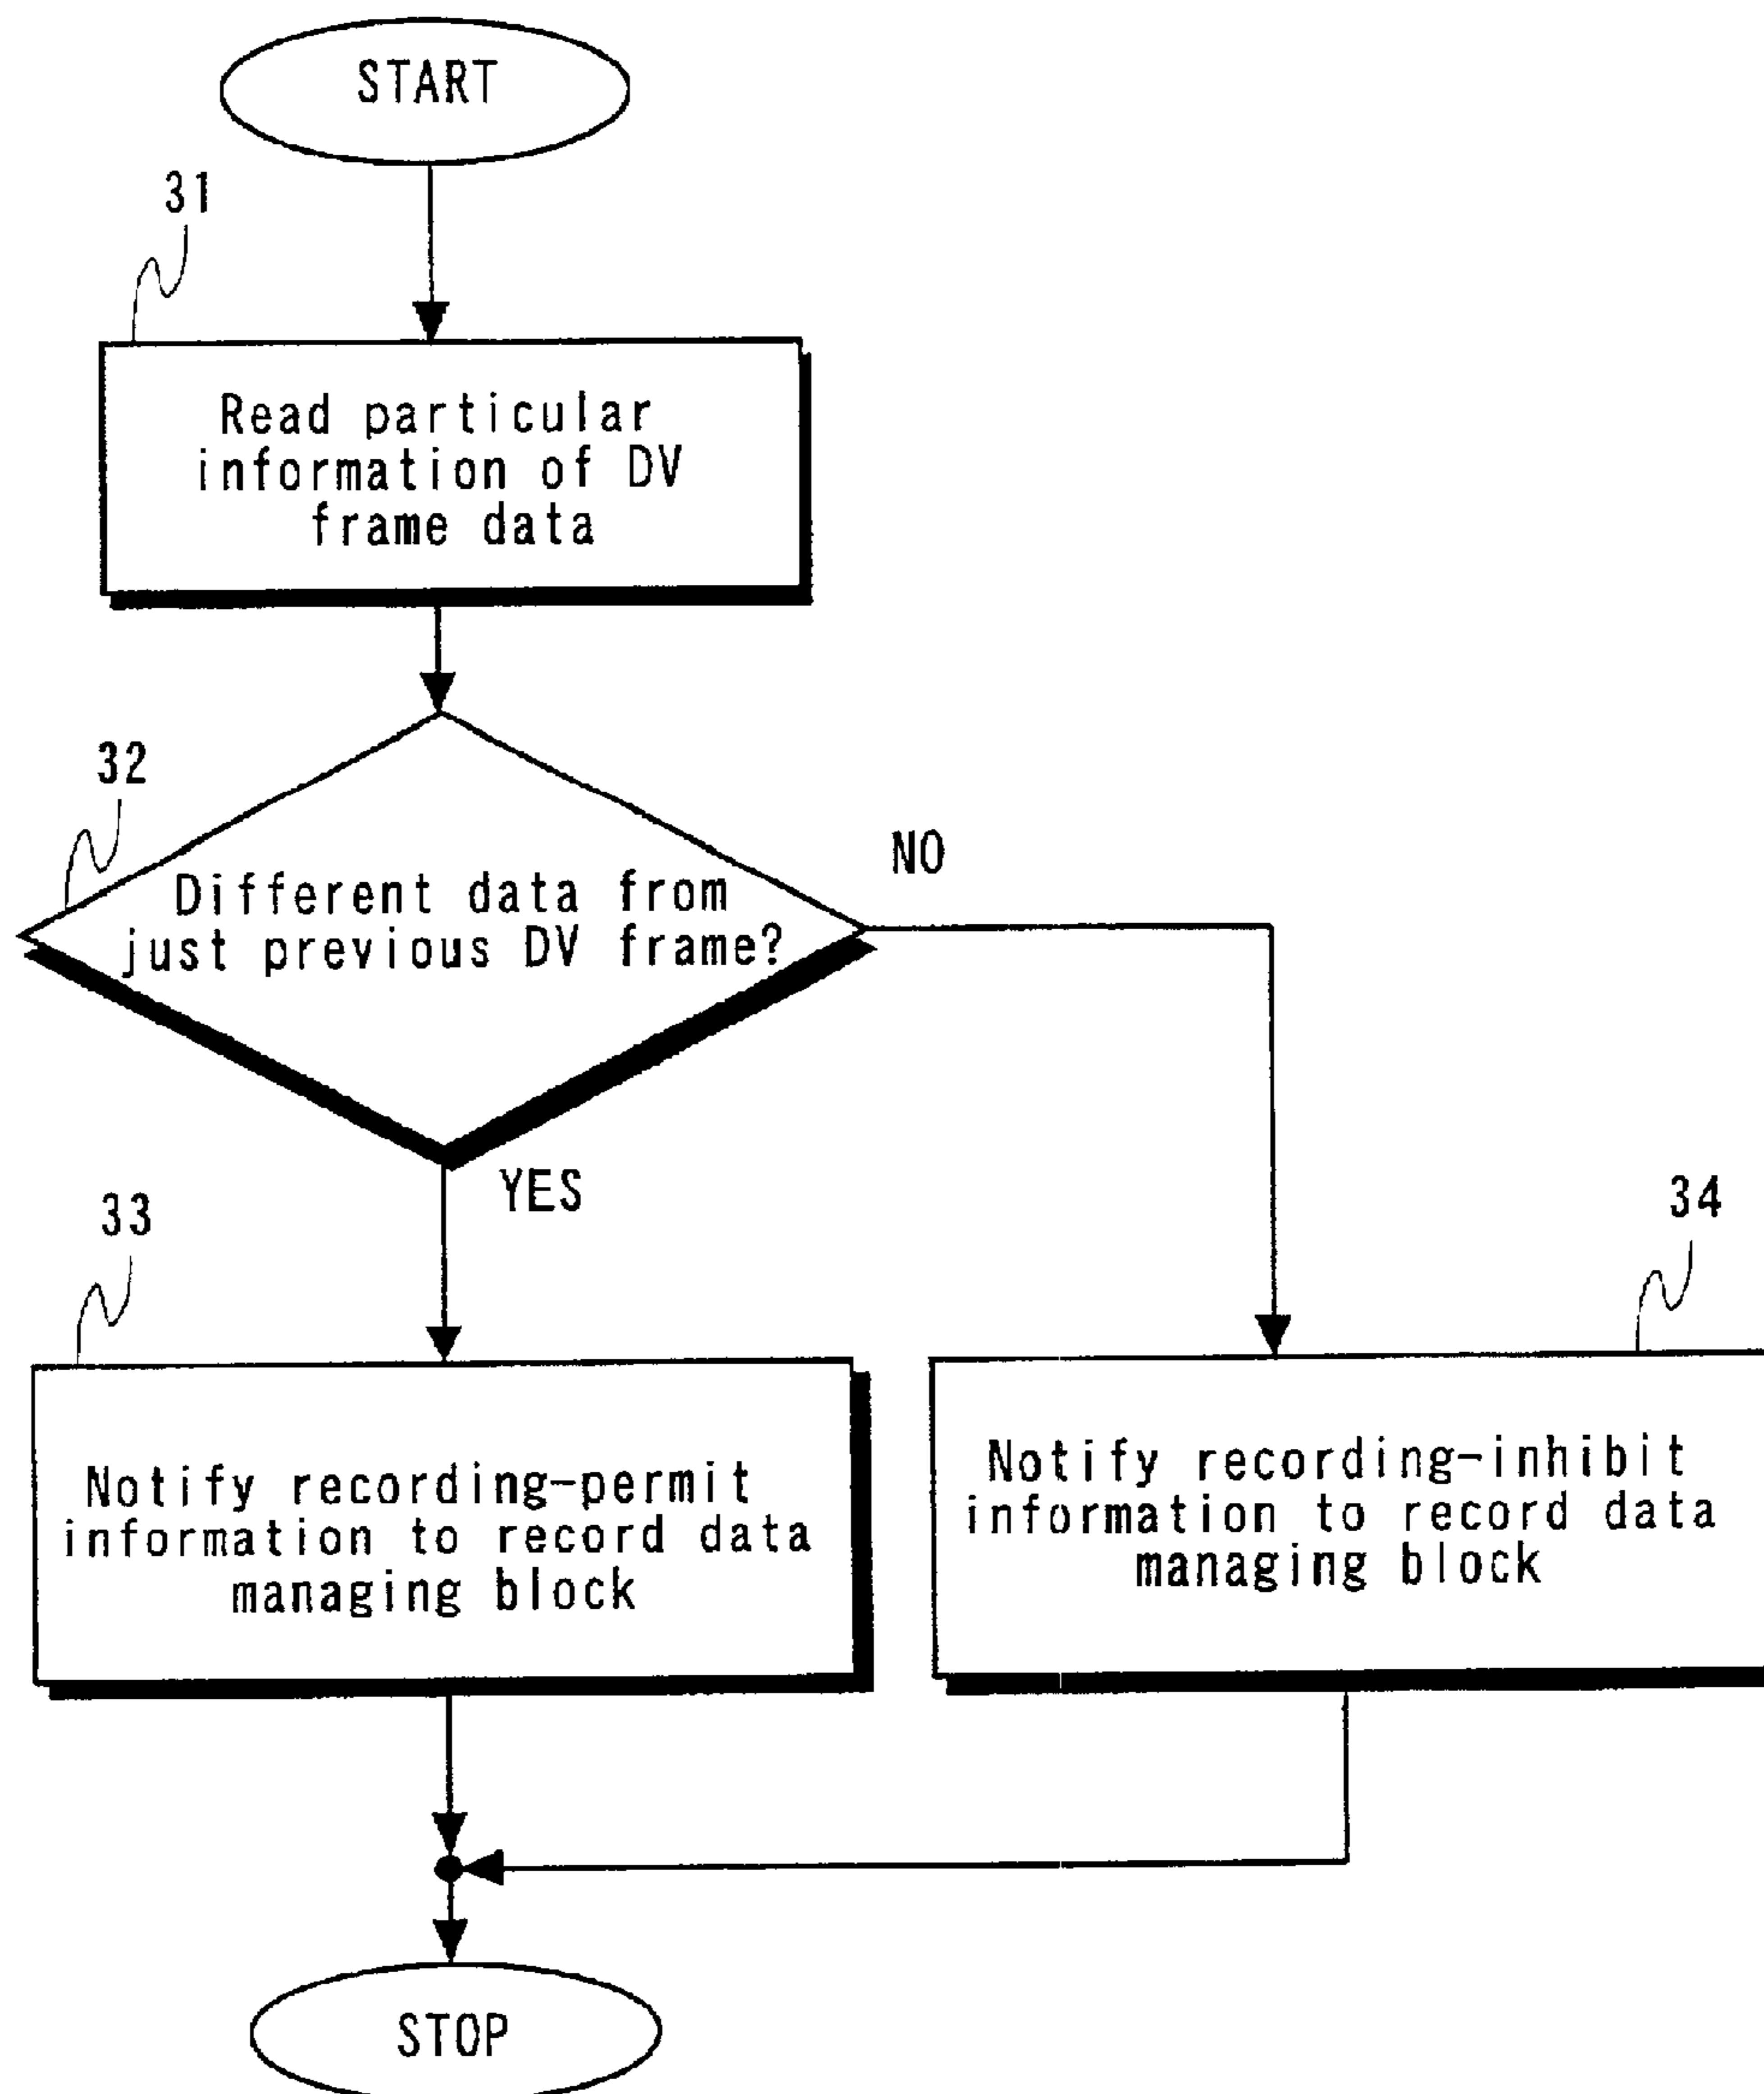 START
31
Read particular
information of DV
frame data
32
NO
Different data from
just previous DV frame?
YES
33
34
Notify recording-permit
information to record data
managing block
Notify recording-inhibit
information to record data
managing block
STOP